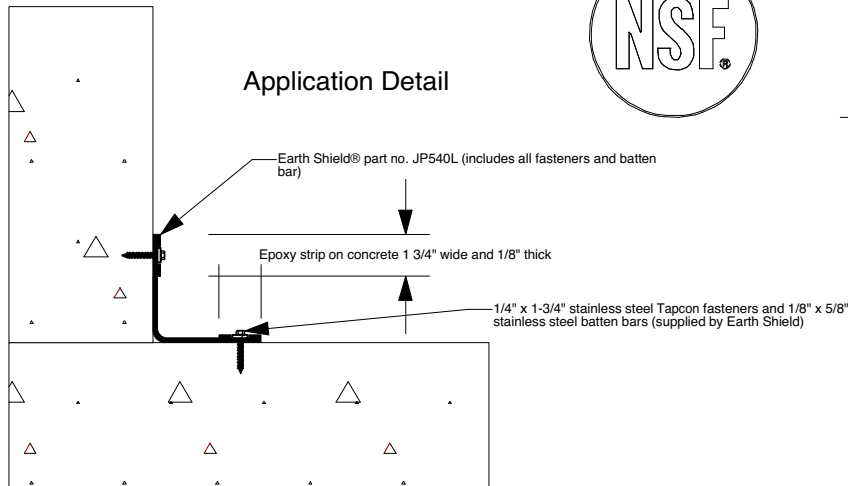 NSF®
Application Detail
Earth Shield® part no. JP540L (includes all fasteners and batten
bar)
Epoxy strip on concrete 1 3/4" wide and 1/8" thick
1/4" x 1-3/4" stainless steel Tapcon fasteners and 1/8" x 5/8"
stainless steel batten bars (supplied by Earth Shield)